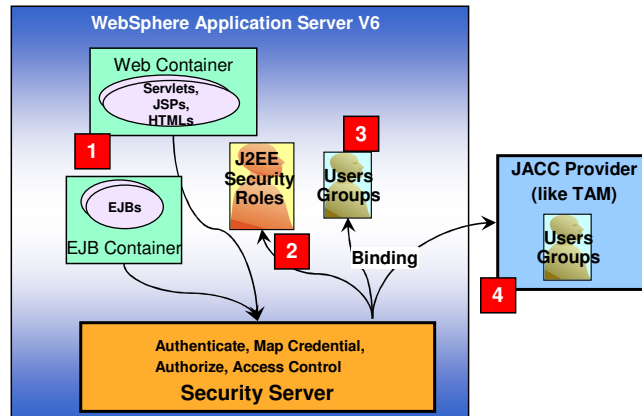 WebSphere Application Server V6
Web Container
Servlets,
JSPs,
HTMLs
1
EJBs
EJB Container
J2EE
Security
Roles
2
3
Users
Groups
Binding
JACC Provider
(like TAM)
Users
Groups
4
Authenticate, Map Credential,
Authorize, Access Control
Security Server